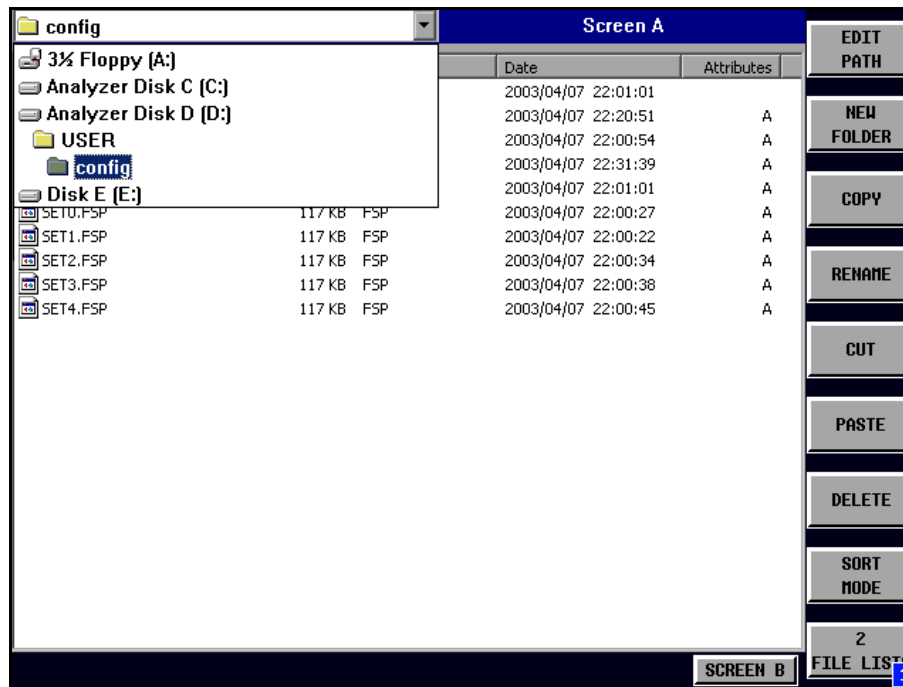 config
Screen A
3½ Floppy (A:)
Analyzer Disk C (C:)
Analyzer Disk D (D:)
USER
config
Disk E (E:)
Date Attributes
2003/04/07 22:01:01
2003/04/07 22:20:51 A
2003/04/07 22:00:54 A
2003/04/07 22:31:39 A
2003/04/07 22:01:01 A
SET0.FSP 117 KB FSP 2003/04/07 22:00:27 A
SET1.FSP 117 KB FSP 2003/04/07 22:00:22 A
SET2.FSP 117 KB FSP 2003/04/07 22:00:34 A
SET3.FSP 117 KB FSP 2003/04/07 22:00:38 A
SET4.FSP 117 KB FSP 2003/04/07 22:00:45 A
EDIT
PATH
NEW
FOLDER
COPY
RENAME
CUT
PASTE
DELETE
SORT
MODE
2
FILE LISTS
SCREEN B